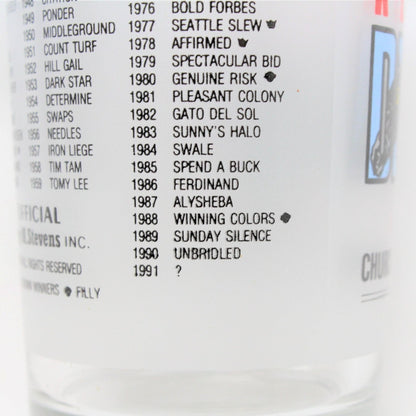 1949 PONDER
1950 MIDDLEGROUND
1951 COUNT TURF
1952 HILL GAIL
1953 DARK STAR
1954 DETERMINE
1955 SWAPS
1956 NEEDLES
1957 IRON LIEGE
1958 TIM TAM
1959 TOMY LEE
1976 BOLD FORBES
1977 SEATTLE SLEW
1978 AFFIRMED
1979 SPECTACULAR BID
1980 GENUINE RISK
1981 PLEASANT COLONY
1982 GATO DEL SOL
1983 SUNNY'S HALO
1984 SWALE
1985 SPEND A BUCK
1986 FERDINAND
1987 ALYSHEBA
1988 WINNING COLORS
1989 SUNDAY SILENCE
1990 UNBRIDLED
1991 ?
OFFICIAL
Stevens INC.
ALL RIGHTS RESERVED
WINNERS FILLY